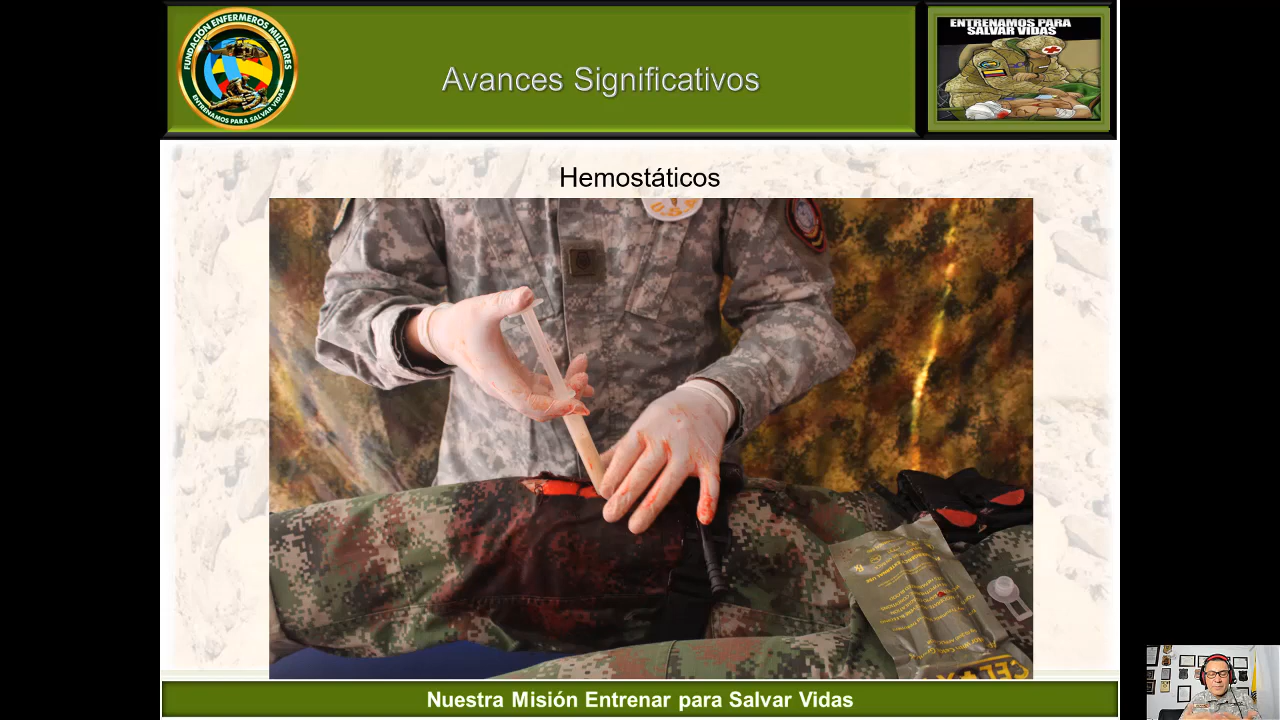 FUNDACIÓN ENFERMEROS MILITARES
ENTRENAMOS PARA SALVAR VIDAS
Avances Significativos
ENTRENAMOS PARA
SALVAR VIDAS
Hemostáticos
CELOX
Nuestra Misión Entrenar para Salvar Vidas